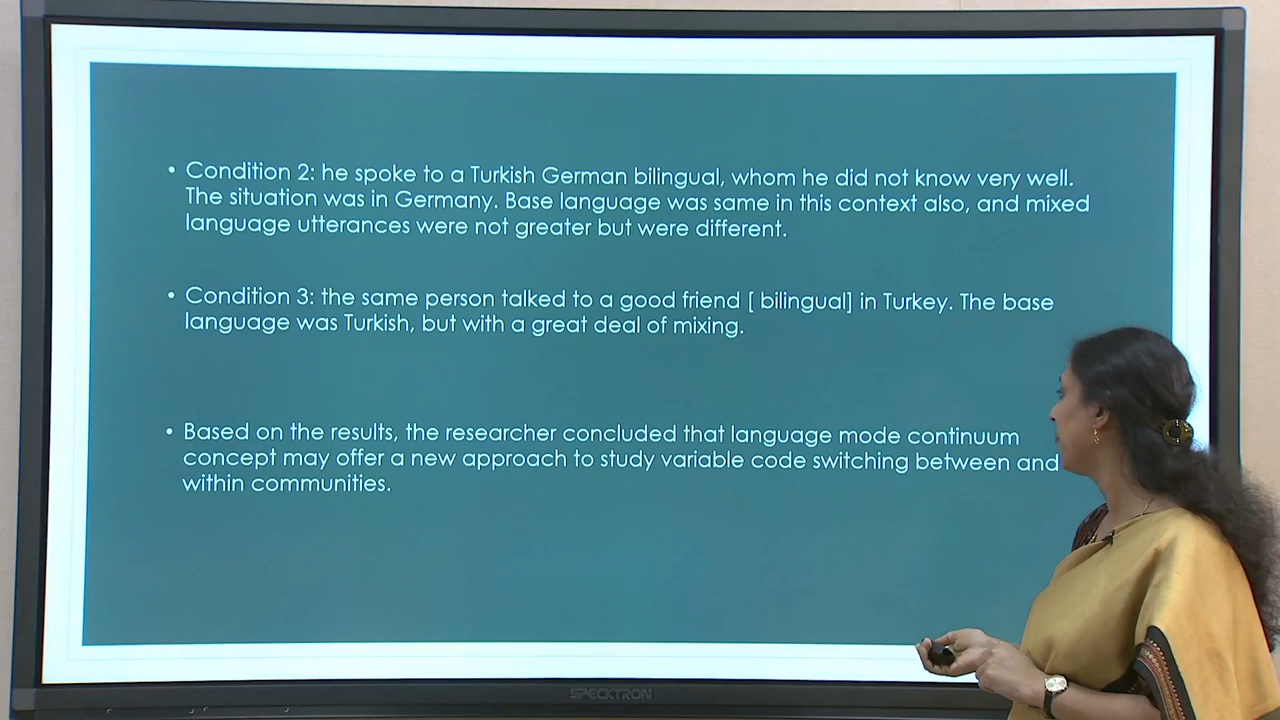 • Condition 2: he spoke to a Turkish German bilingual, whom he did not know very well.
The situation was in Germany. Base language was same in this context also, and mixed
language utterances were not greater but were different.
• Condition 3: the same person talked to a good friend [ bilingual] in Turkey. The base
language was Turkish, but with a great deal of mixing.
• Based on the results, the researcher concluded that language mode continuum
concept may offer a new approach to study variable code switching between and
within communities.
SPECKTRON